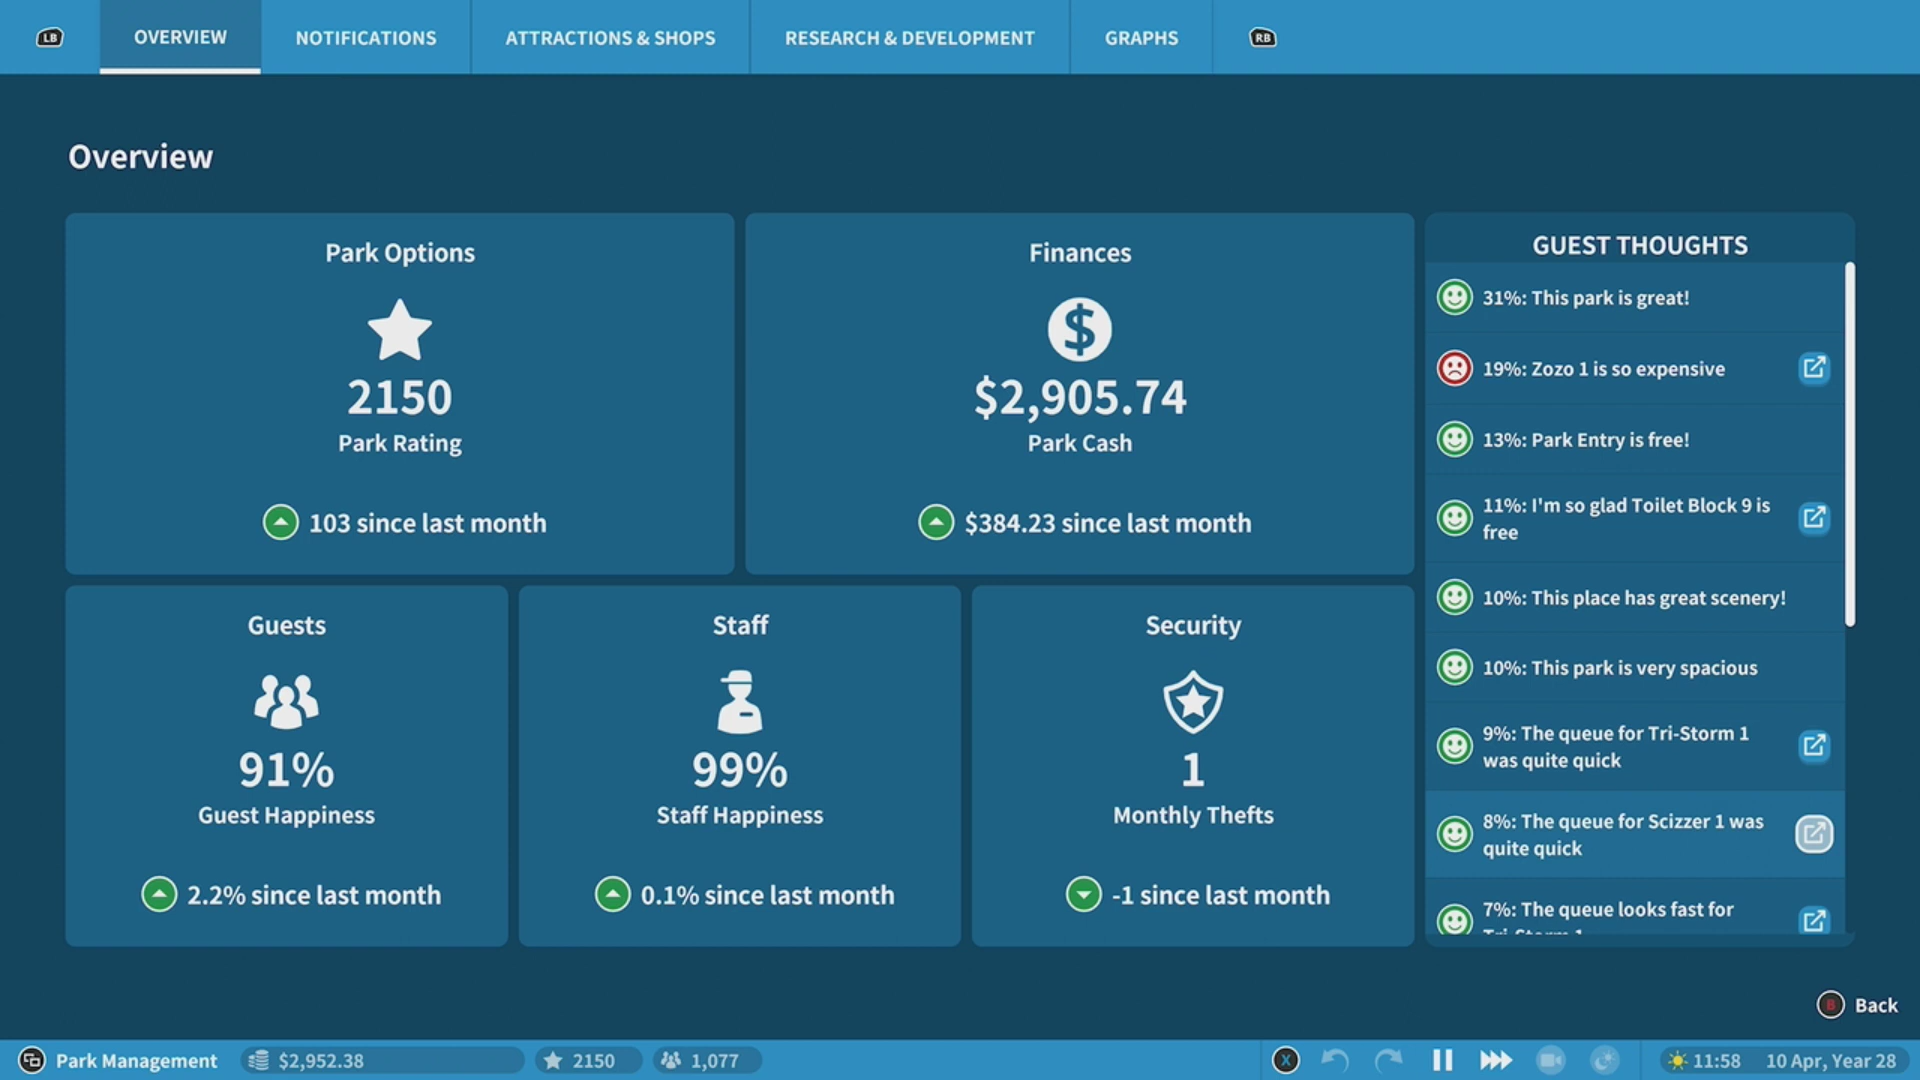 LB
OVERVIEW
NOTIFICATIONS
ATTRACTIONS & SHOPS
RESEARCH & DEVELOPMENT
GRAPHS
RB
Overview
Park Options
2150
Park Rating
103 since last month
Finances
$
$2,905.74
Park Cash
$384.23 since last month
Guests
91%
Guest Happiness
2.2% since last month
Staff
99%
Staff Happiness
0.1% since last month
Security
1
Monthly Thefts
-1 since last month
GUEST THOUGHTS
31%: This park is great!
19%: Zozo 1 is so expensive
13%: Park Entry is free!
11%: I'm so glad Toilet Block 9 is
free
10%: This place has great scenery!
10%: This park is very spacious
9%: The queue for Tri-Storm 1
was quite quick
8%: The queue for Scizzer 1 was
quite quick
7%: The queue looks fast for
Tri-Storm 1
B Back
Park Management
$2,952.38
2150
1,077
X
11:58
10 Apr, Year 28